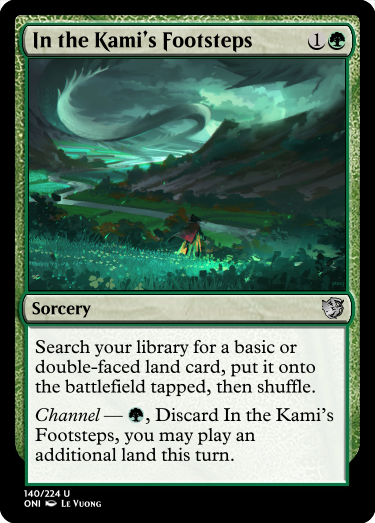 In the Kami's Footsteps 1
Sorcery
Search your library for a basic or
double-faced land card, put it onto
the battlefield tapped, then shuffle.
Channel — , Discard In the Kami's
Footsteps, you may play an
additional land this turn.
140/224 U
ONI Le Vuong